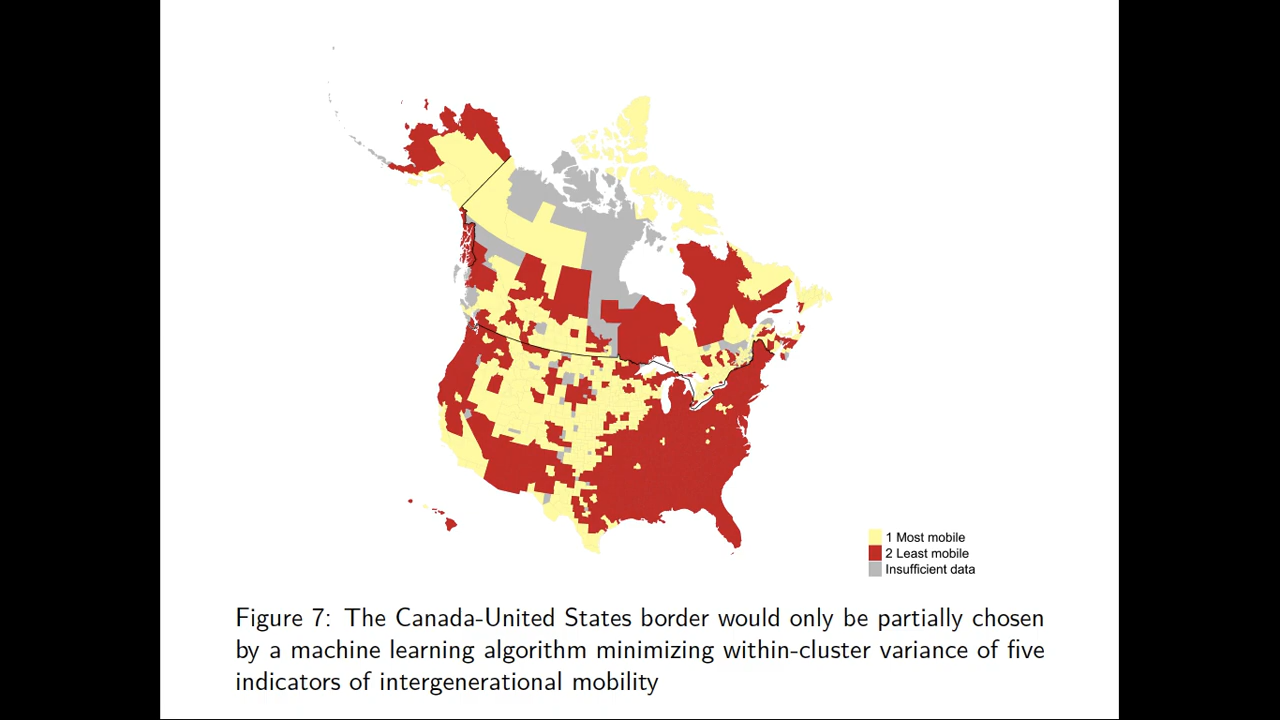 1 Most mobile
2 Least mobile
Insufficient data
Figure 7: The Canada-United States border would only be partially chosen
by a machine learning algorithm minimizing within-cluster variance of five
indicators of intergenerational mobility